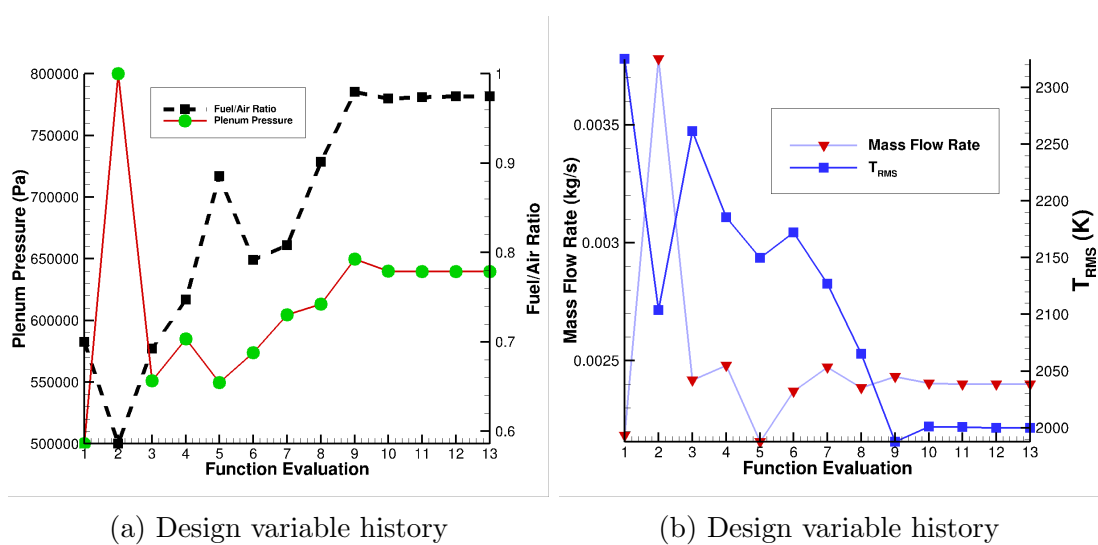 800000
750000
700000
650000
600000
550000
500000
Plenum Pressure (Pa)
Fuel/Air Ratio
Plenum Pressure
1
0.9
0.8
0.7
0.6
Fuel/Air Ratio
1 2 3 4 5 6 7 8 9 10 11 12 13
Function Evaluation
(a) Design variable history
0.0035
0.003
0.0025
Mass Flow Rate (kg/s)
Mass Flow Rate
T_RMS
2300
2250
2200
2150
2100
2050
2000
T_RMS (K)
1 2 3 4 5 6 7 8 9 10 11 12 13
Function Evaluation
(b) Design variable history